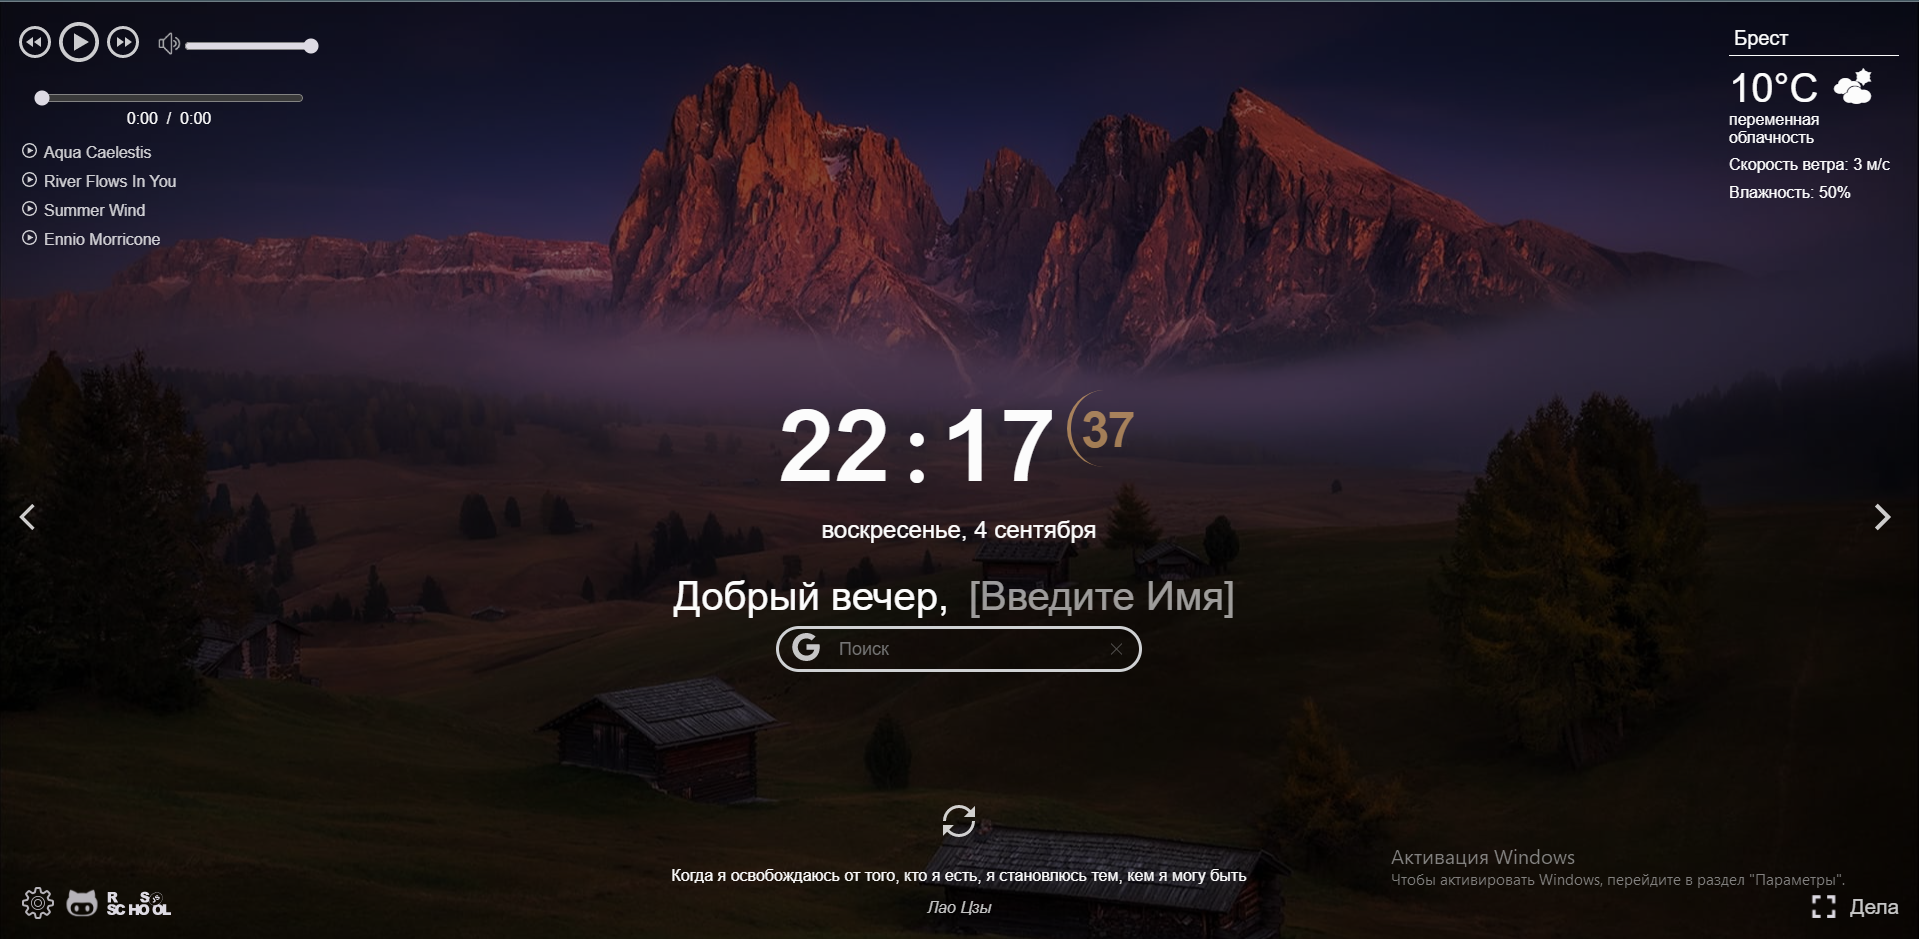 Брест
10°C
переменная
облачность
Скорость ветра: 3 м/с
Влажность: 50%
0:00 / 0:00
Aqua Caelestis
River Flows In You
Summer Wind
Ennio Morricone
22:17 37
воскресенье, 4 сентября
Добрый вечер, [Введите Имя]
G Поиск
Когда я освобождаюсь от того, кто я есть, я становлюсь тем, кем я могу быть
Лао Цзы
Активация Windows
Чтобы активировать Windows, перейдите в раздел "Параметры".
RS
SCHOOL
Дела